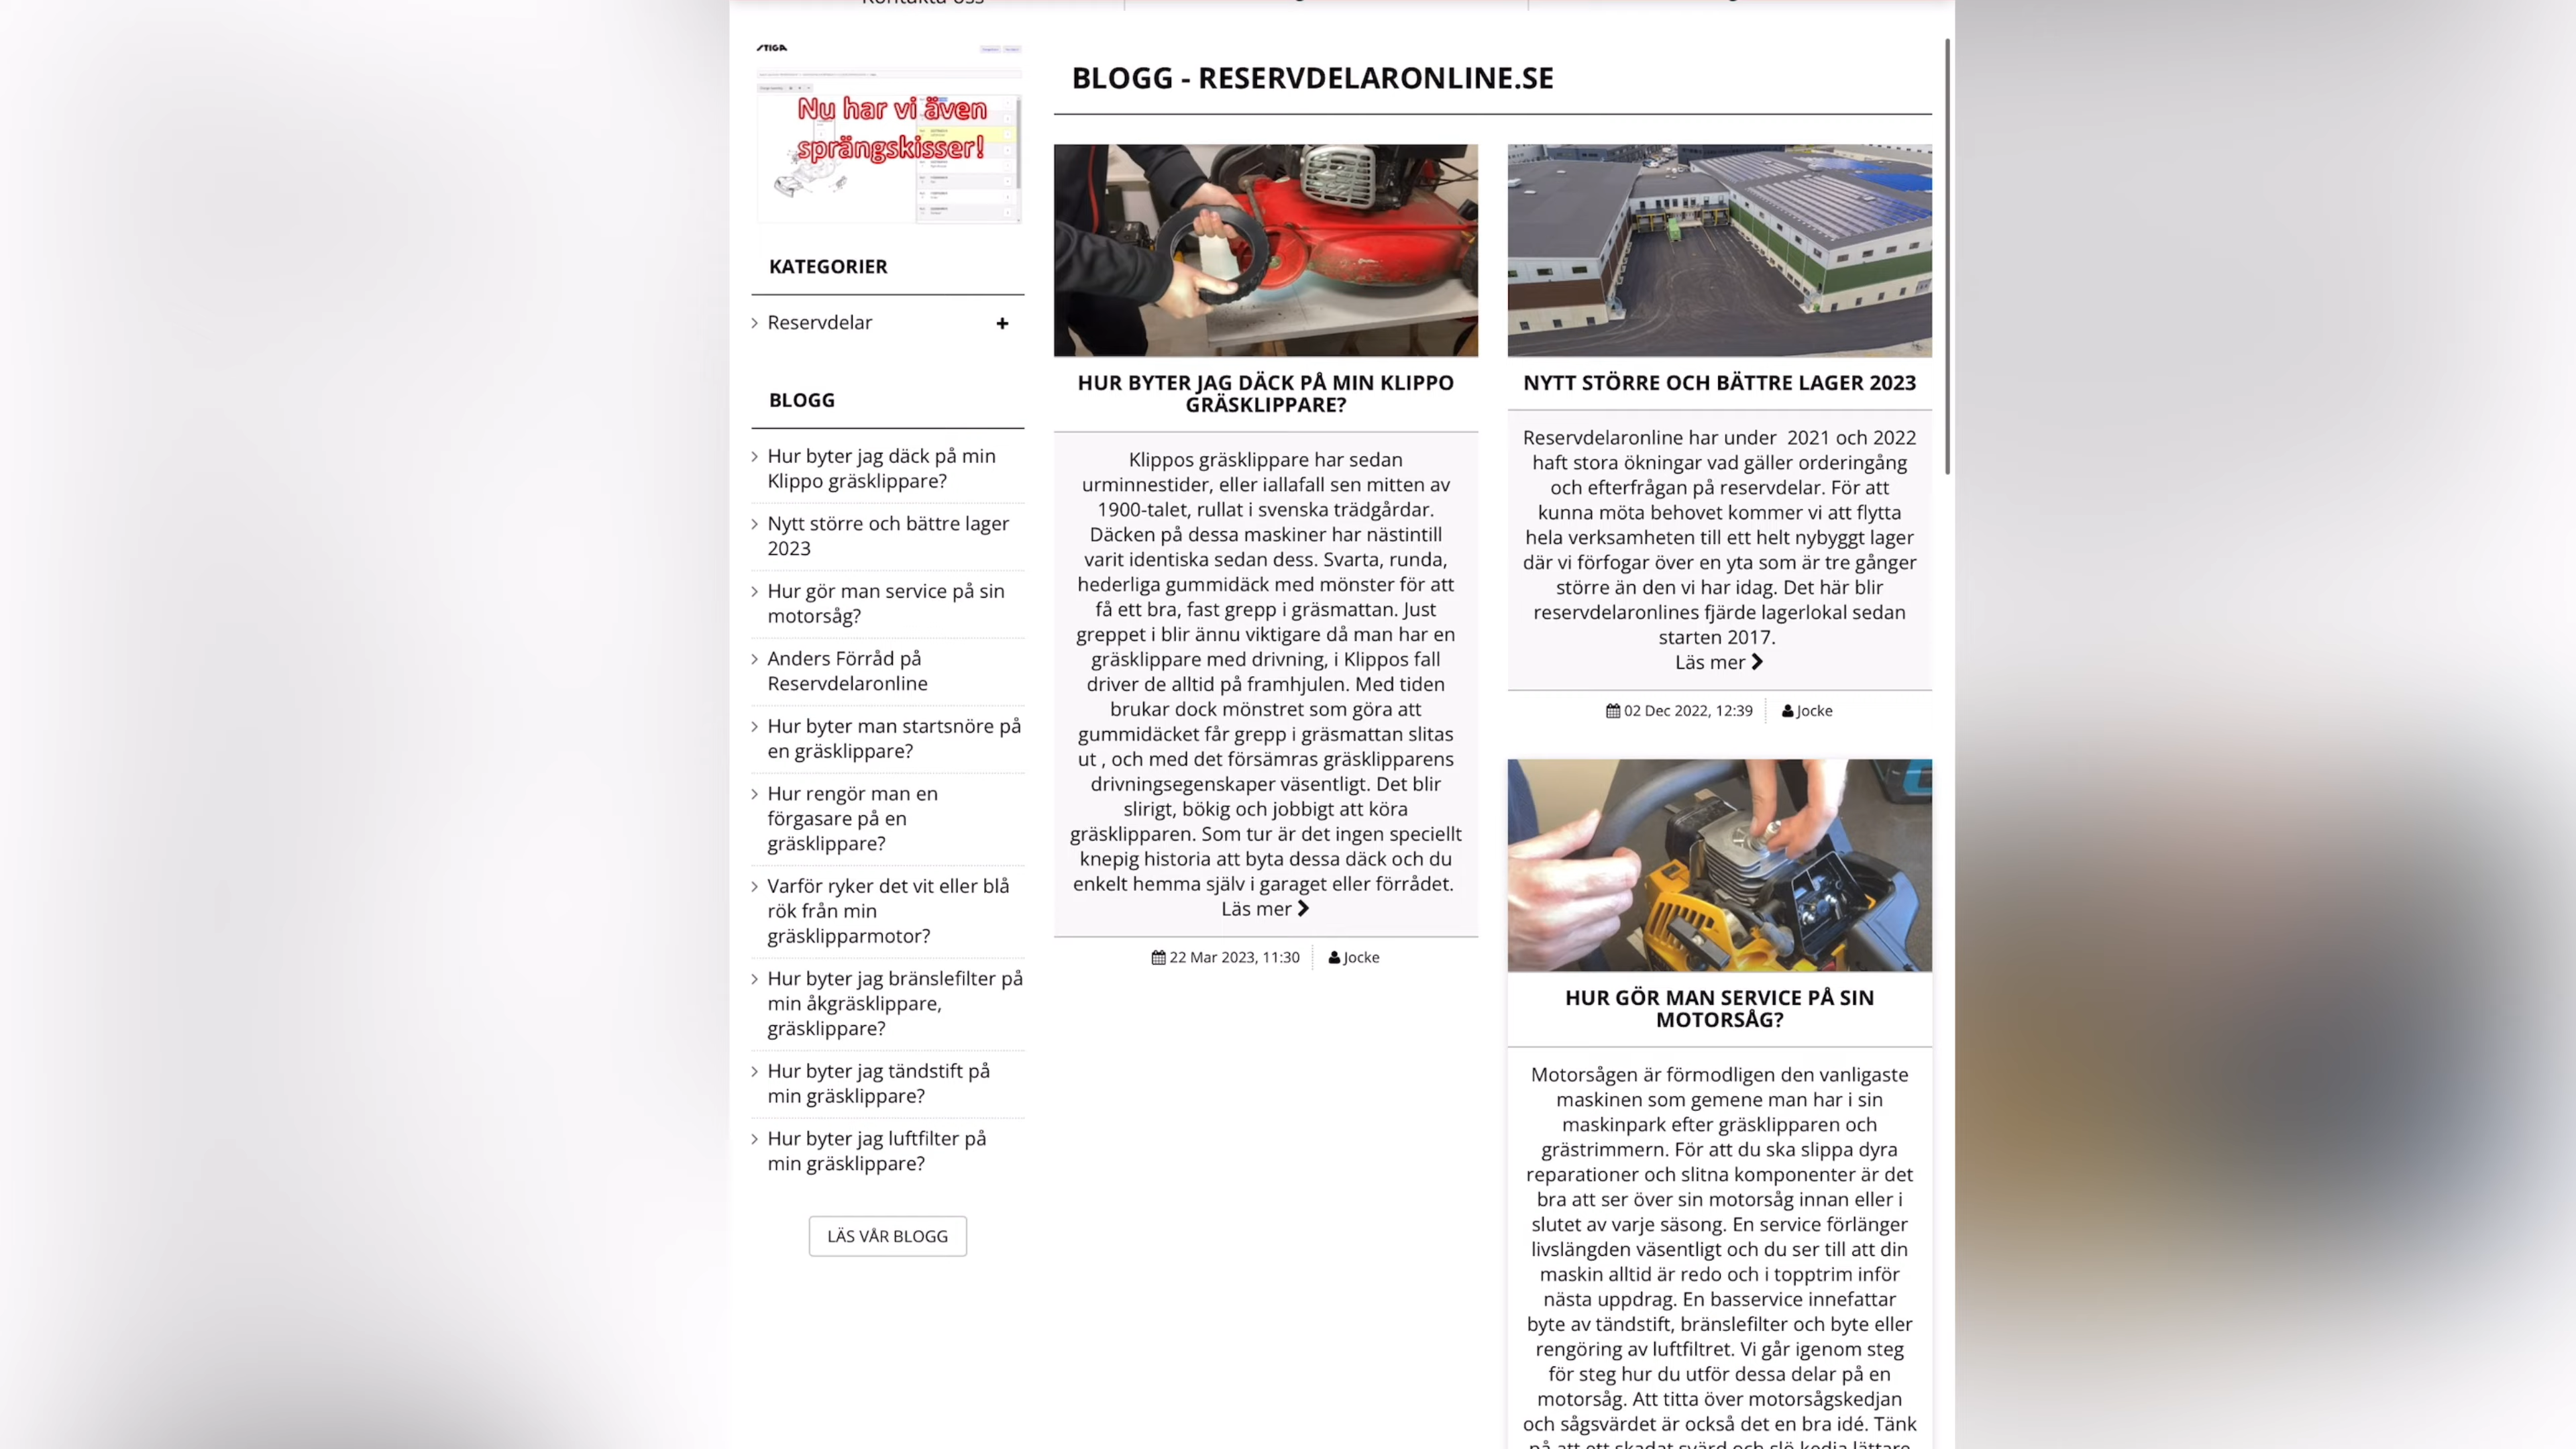 STIGA
Nu har vi även
sprängskisser!
KATEGORIER
Reservdelar
BLOGG
Hur byter jag däck på min
Klippo gräsklippare?
Nytt större och bättre lager
2023
Hur gör man service på sin
motorsåg?
Anders Förråd på
Reservdelaronline
Hur byter man startsnöre på
en gräsklippare?
Hur rengör man en
förgasare på en
gräsklippare?
Varför ryker det vit eller blå
rök från min
gräsklipparmotor?
Hur byter jag bränslefilter på
min åkgräsklippare,
gräsklippare?
Hur byter jag tändstift på
min gräsklippare?
Hur byter jag luftfilter på
min gräsklippare?
LÄS VÅR BLOGG
BLOGG - RESERVDELARONLINE.SE
HUR BYTER JAG DÄCK PÅ MIN KLIPPO
GRÄSKLIPPARE?
Klippos gräsklippare har sedan
urminnestider, eller iallafall sen mitten av
1900-talet, rullat i svenska trädgårdar.
Däcken på dessa maskiner har nästintill
varit identiska sedan dess. Svarta, runda,
hederliga gummidäck med mönster för att
få ett bra, fast grepp i gräsmattan. Just
greppet i blir ännu viktigare då man har en
gräsklippare med drivning, i Klippos fall
driver de alltid på framhjulen. Med tiden
brukar dock mönstret som göra att
gummidäcket får grepp i gräsmattan slitas
ut , och med det försämras gräsklipparens
drivningsegenskaper väsentligt. Det blir
slirigt, bökig och jobbigt att köra
gräsklipparen. Som tur är det ingen speciellt
knepig historia att byta dessa däck och du
enkelt hemma själv i garaget eller förrådet.
Läs mer
22 Mar 2023, 11:30 Jocke
NYTT STÖRRE OCH BÄTTRE LAGER 2023
Reservdelaronline har under 2021 och 2022
haft stora ökningar vad gäller orderingång
och efterfrågan på reservdelar. För att
kunna möta behovet kommer vi att flytta
hela verksamheten till ett helt nybyggt lager
där vi förfogar över en yta som är tre gånger
större än den vi har idag. Det här blir
reservdelaronlines fjärde lagerlokal sedan
starten 2017.
Läs mer
02 Dec 2022, 12:39 Jocke
HUR GÖR MAN SERVICE PÅ SIN
MOTORSÅG?
Motorsågen är förmodligen den vanligaste
maskinen som gemene man har i sin
maskinpark efter gräsklipparen och
grästrimmern. För att du ska slippa dyra
reparationer och slitna komponenter är det
bra att ser över sin motorsåg innan eller i
slutet av varje säsong. En service förlänger
livslängden väsentligt och du ser till att din
maskin alltid är redo och i topptrim inför
nästa uppdrag. En basservice innefattar
byte av tändstift, bränslefilter och byte eller
rengöring av luftfiltret. Vi går igenom steg
för steg hur du utför dessa delar på en
motorsåg. Att titta över motorsågskedjan
och sågsvärdet är också det en bra idé. Tänk
på att ett skadat svärd och slö kedja lättare